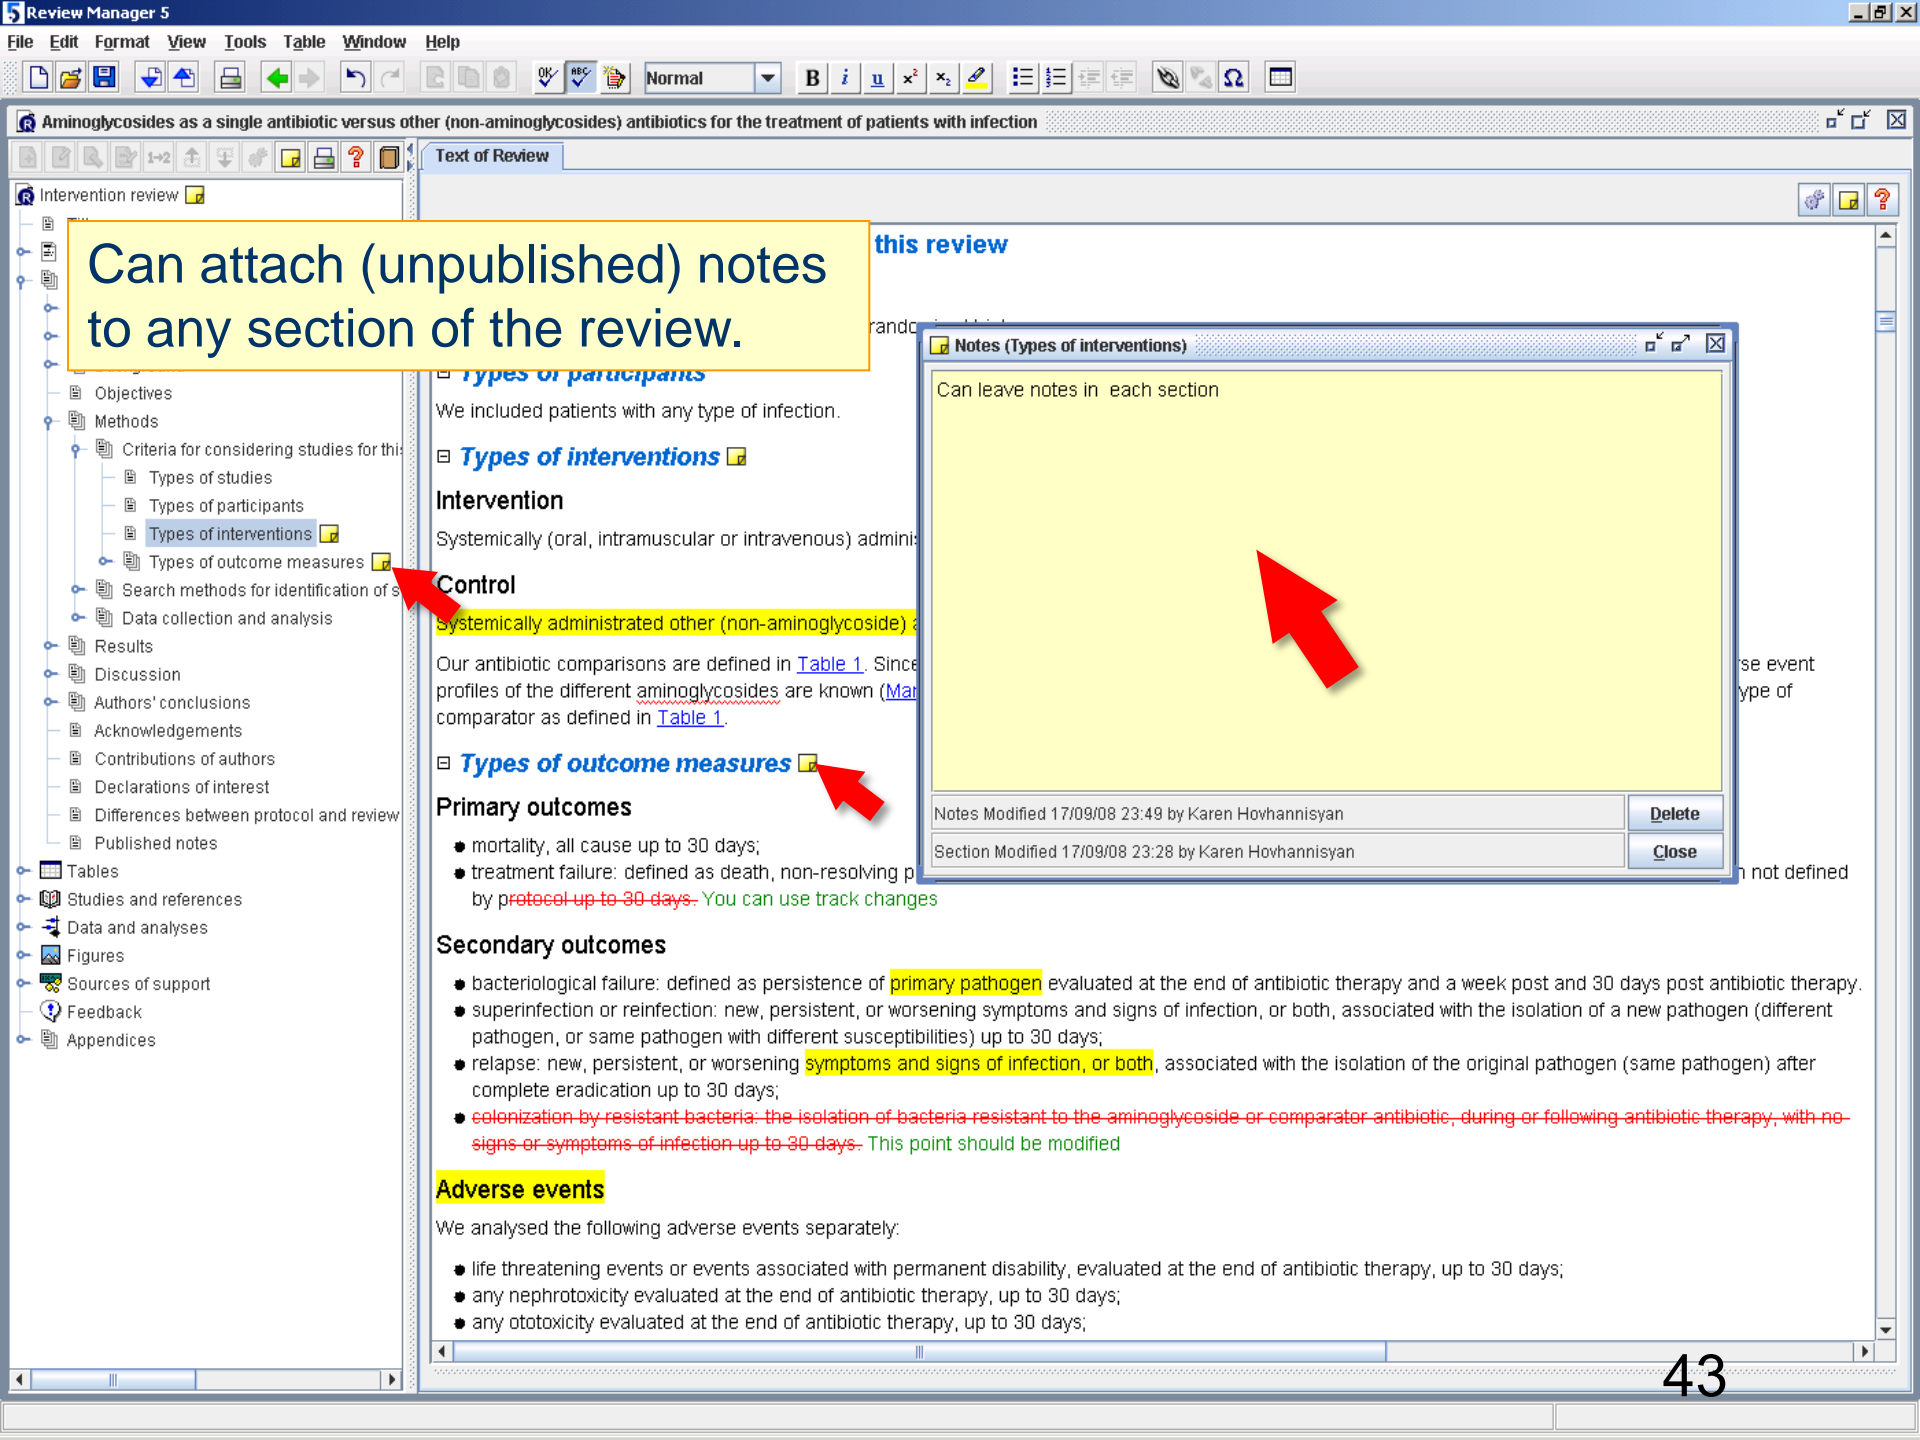 Review Manager 5
File Edit Format View Tools Table Window Help
Normal
Aminoglycosides as a single antibiotic versus other (non-aminoglycosides) antibiotics for the treatment of patients with infection
Text of Review
Intervention review
Can attach (unpublished) notes
to any section of the review.
Objectives
Methods
Criteria for considering studies for this
Types of studies
Types of participants
Types of interventions
Types of outcome measures
Search methods for identification of s
Data collection and analysis
Results
Discussion
Authors' conclusions
Acknowledgements
Contributions of authors
Declarations of interest
Differences between protocol and review
Published notes
Tables
Studies and references
Data and analyses
Figures
Sources of support
Feedback
Appendices
this review
Types of participants
We included patients with any type of infection.
Types of interventions
Intervention
Systemically (oral, intramuscular or intravenous) adminis
Control
Systemically administrated other (non-aminoglycoside) a
Our antibiotic comparisons are defined in Table 1. Since
rse event
profiles of the different aminoglycosides are known (Mar
ype of
comparator as defined in Table 1.
Types of outcome measures
Primary outcomes
mortality, all cause up to 30 days;
treatment failure: defined as death, non-resolving p
n not defined
by protocol up to 30 days. You can use track changes
Secondary outcomes
bacteriological failure: defined as persistence of primary pathogen evaluated at the end of antibiotic therapy and a week post and 30 days post antibiotic therapy.
superinfection or reinfection: new, persistent, or worsening symptoms and signs of infection, or both, associated with the isolation of a new pathogen (different
pathogen, or same pathogen with different susceptibilities) up to 30 days;
relapse: new, persistent, or worsening symptoms and signs of infection, or both, associated with the isolation of the original pathogen (same pathogen) after
complete eradication up to 30 days;
colonization by resistant bacteria: the isolation of bacteria resistant to the aminoglycoside or comparator antibiotic, during or following antibiotic therapy, with no
signs or symptoms of infection up to 30 days. This point should be modified
Adverse events
We analysed the following adverse events separately:
life threatening events or events associated with permanent disability, evaluated at the end of antibiotic therapy, up to 30 days;
any nephrotoxicity evaluated at the end of antibiotic therapy, up to 30 days;
any ototoxicity evaluated at the end of antibiotic therapy, up to 30 days;
Notes (Types of interventions)
Can leave notes in each section
Notes Modified 17/09/08 23:49 by Karen Hovhannisyan
Delete
Section Modified 17/09/08 23:28 by Karen Hovhannisyan
Close
43